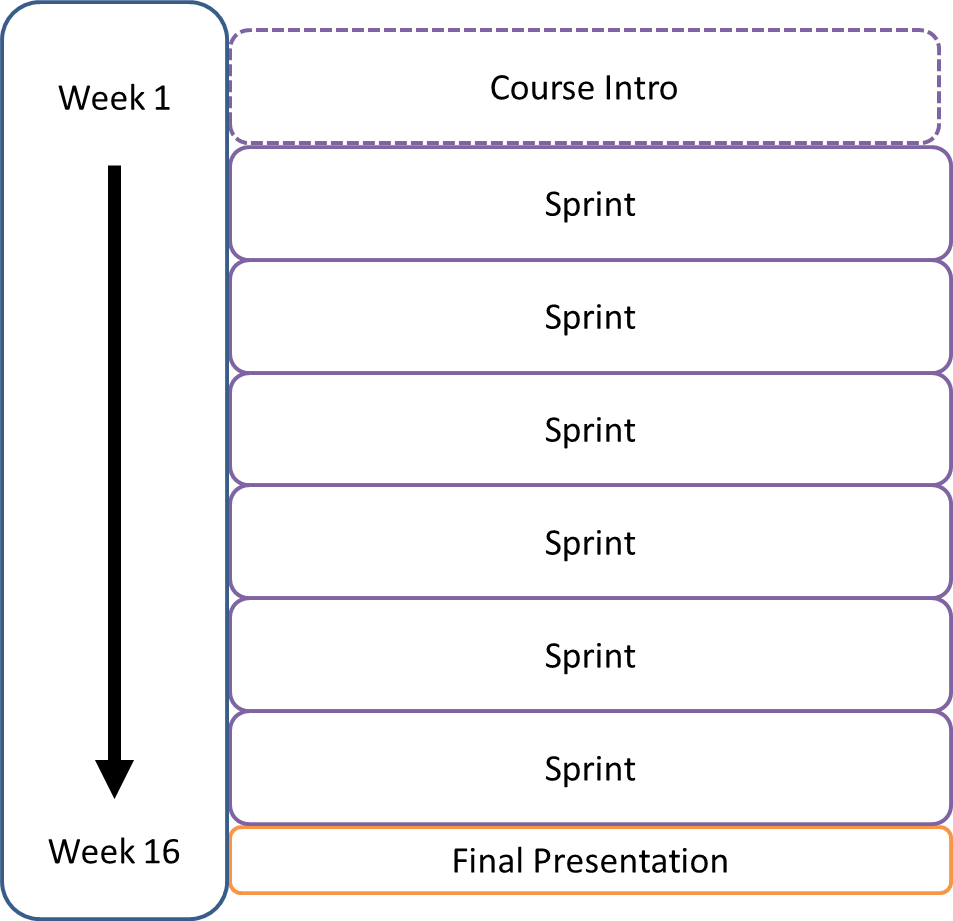 Week 1
Course Intro
Sprint
Sprint
Sprint
Sprint
Sprint
Sprint
Week 16
Final Presentation